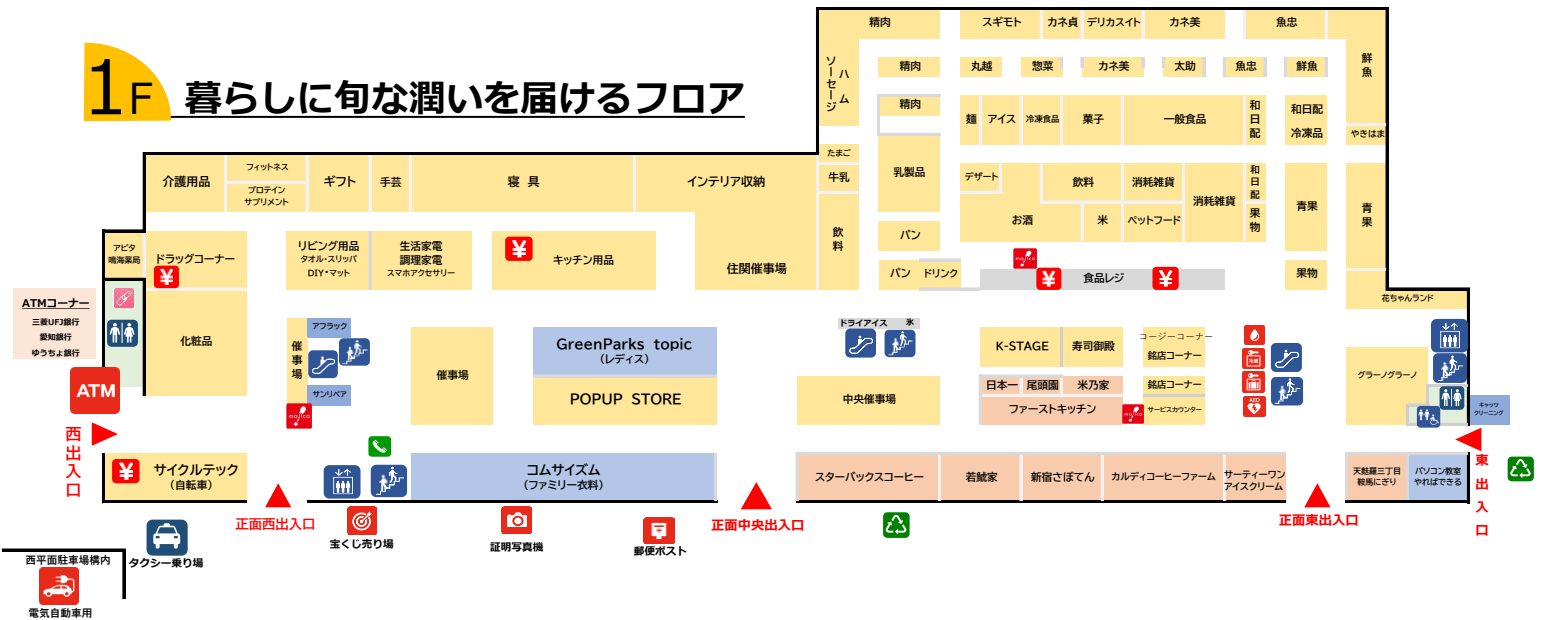 1F 暮らしに旬な潤いを届けるフロア
精肉
スギモト
カネ貞
デリカスイト
カネ美
魚忠
ハム
ソーセージ
精肉
丸越
惣菜
カネ美
太助
魚忠
鮮魚
鮮魚
精肉
麺
アイス
冷凍食品
菓子
一般食品
和日配
和日配
冷凍品
やきはま
たまご
牛乳
乳製品
デザート
飲料
消耗雑貨
消耗雑貨
和日配
果物
青果
青果
お酒
米
ペットフード
飲料
パン
パン
ドリンク
majica
¥
食品レジ
¥
果物
花ちゃんランド
介護用品
フィットネス
プロテイン
サプリメント
ギフト
手芸
寝具
インテリア収納
住関催事場
アピタ
鳴海薬局
ドラッグコーナー
¥
リビング用品
タオル・スリッパ
DIY・マット
生活家電
調理家電
スマホアクセサリー
¥
キッチン用品
ATMコーナー
三菱UFJ銀行
愛知銀行
ゆうちょ銀行
ATM
化粧品
催事場
アフラック
サンリペア
majica
催事場
GreenParks topic
(レディス)
POPUP STORE
ドライアイス
氷
中央催事場
K-STAGE
寿司御殿
コージーコーナー
銘店コーナー
日本一
尾頭園
米乃家
銘店コーナー
ファーストキッチン
majica
サービスカウンター
冷蔵
AED
グラーノグラーノ
キャッツ
クリーニング
西出入口
¥
サイクルテック
(自転車)
コムサイズム
(ファミリー衣料)
スターバックスコーヒー
若鯱家
新宿さぼてん
カルディコーヒーファーム
サーティーワン
アイスクリーム
天麩羅三丁目
鞍馬にぎり
パソコン教室
やればできる
東出入口
正面西出入口
正面中央出入口
正面東出入口
タクシー乗り場
宝くじ売り場
証明写真機
郵便ポスト
西平面駐車場構内
電気自動車用